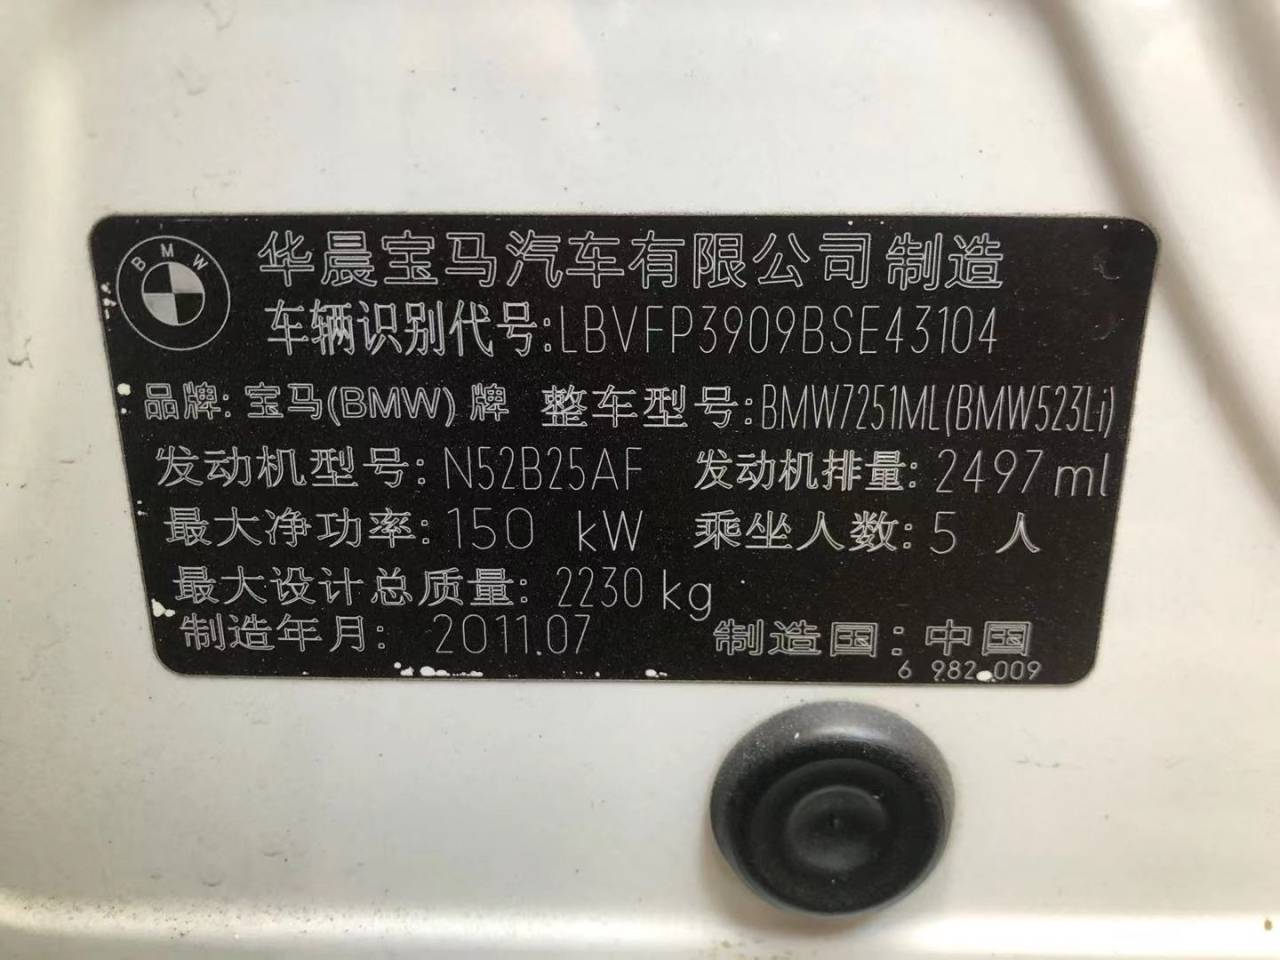 BMW
华晨宝马汽车有限公司 制造
车辆识别代号:LBVFP3909BSE43104
品牌: 宝马(BMW) 牌 整车型号:BMW7251ML(BMW523Li)
发动机型号: N52B25AF 发动机排量: 2497 ml
最大净功率: 150 kW 乘坐人数: 5 人
最大设计总质量: 2230 kg
制造年月: 2011.07 制造国: 中国
6 982 009